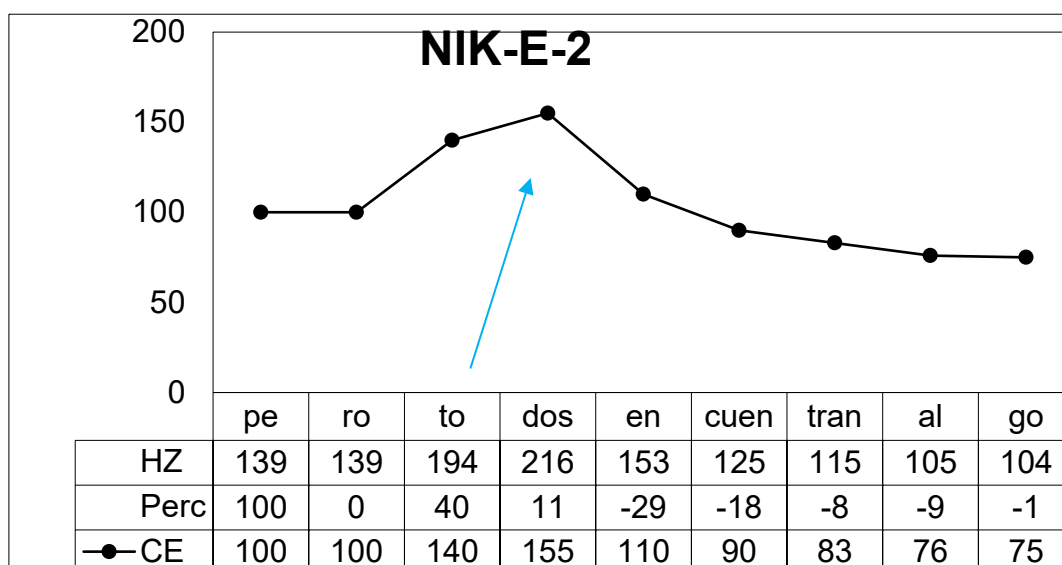 NIK-E-2
200
150
100
50
0
pe ro to dos en cuen tran al go
HZ 139 139 194 216 153 125 115 105 104
Perc 100 0 40 11 -29 -18 -8 -9 -1
CE 100 100 140 155 110 90 83 76 75